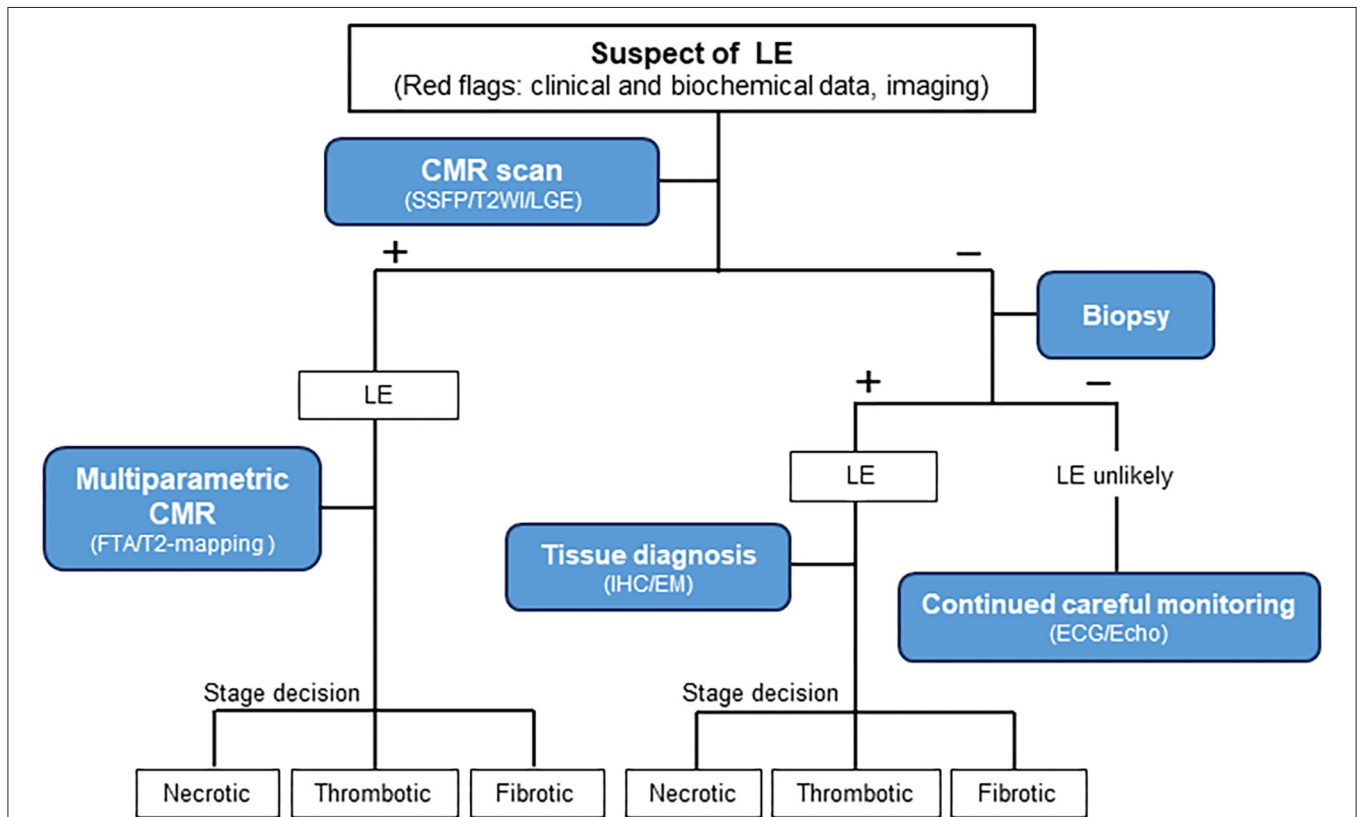 Suspect of LE
(Red flags: clinical and biochemical data, imaging)
CMR scan
(SSFP/T2WI/LGE)
+
−
Biopsy
LE
+
−
Multiparametric
CMR
(FTA/T2-mapping )
LE
LE unlikely
Tissue diagnosis
(IHC/EM)
Continued careful monitoring
(ECG/Echo)
Stage decision
Stage decision
Necrotic
Thrombotic
Fibrotic
Necrotic
Thrombotic
Fibrotic